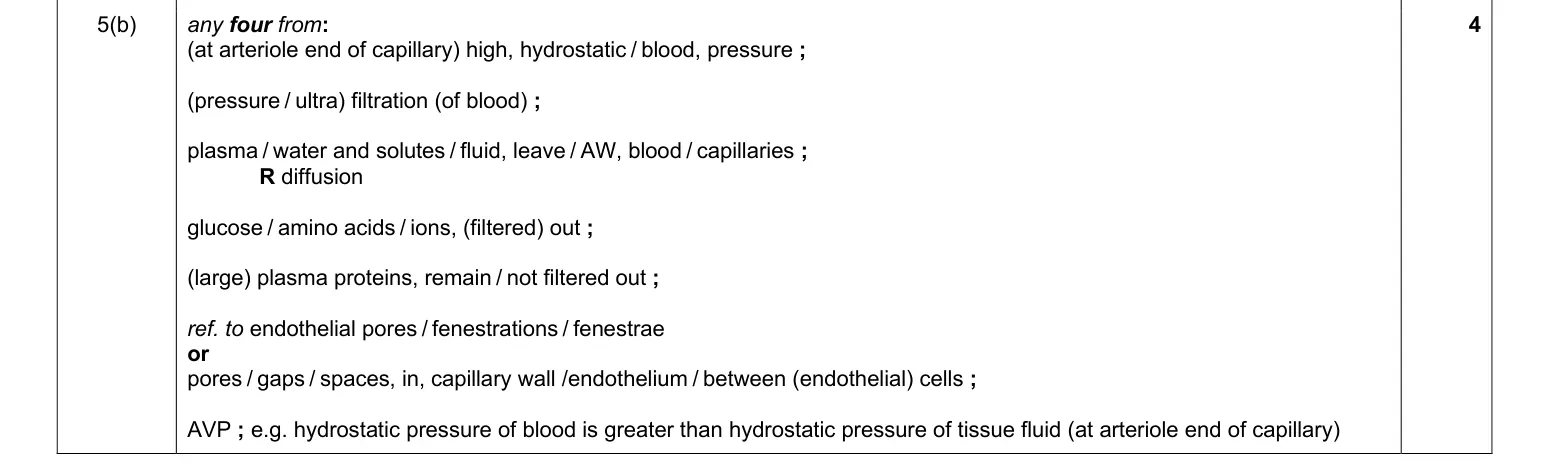 5(b) any four from: 4
(at arteriole end of capillary) high, hydrostatic / blood, pressure ;
(pressure / ultra) filtration (of blood) ;
plasma / water and solutes / fluid, leave / AW, blood / capillaries ;
R diffusion
glucose / amino acids / ions, (filtered) out ;
(large) plasma proteins, remain / not filtered out ;
ref. to endothelial pores / fenestrations / fenestrae
or
pores / gaps / spaces, in, capillary wall /endothelium / between (endothelial) cells ;
AVP ; e.g. hydrostatic pressure of blood is greater than hydrostatic pressure of tissue fluid (at arteriole end of capillary)